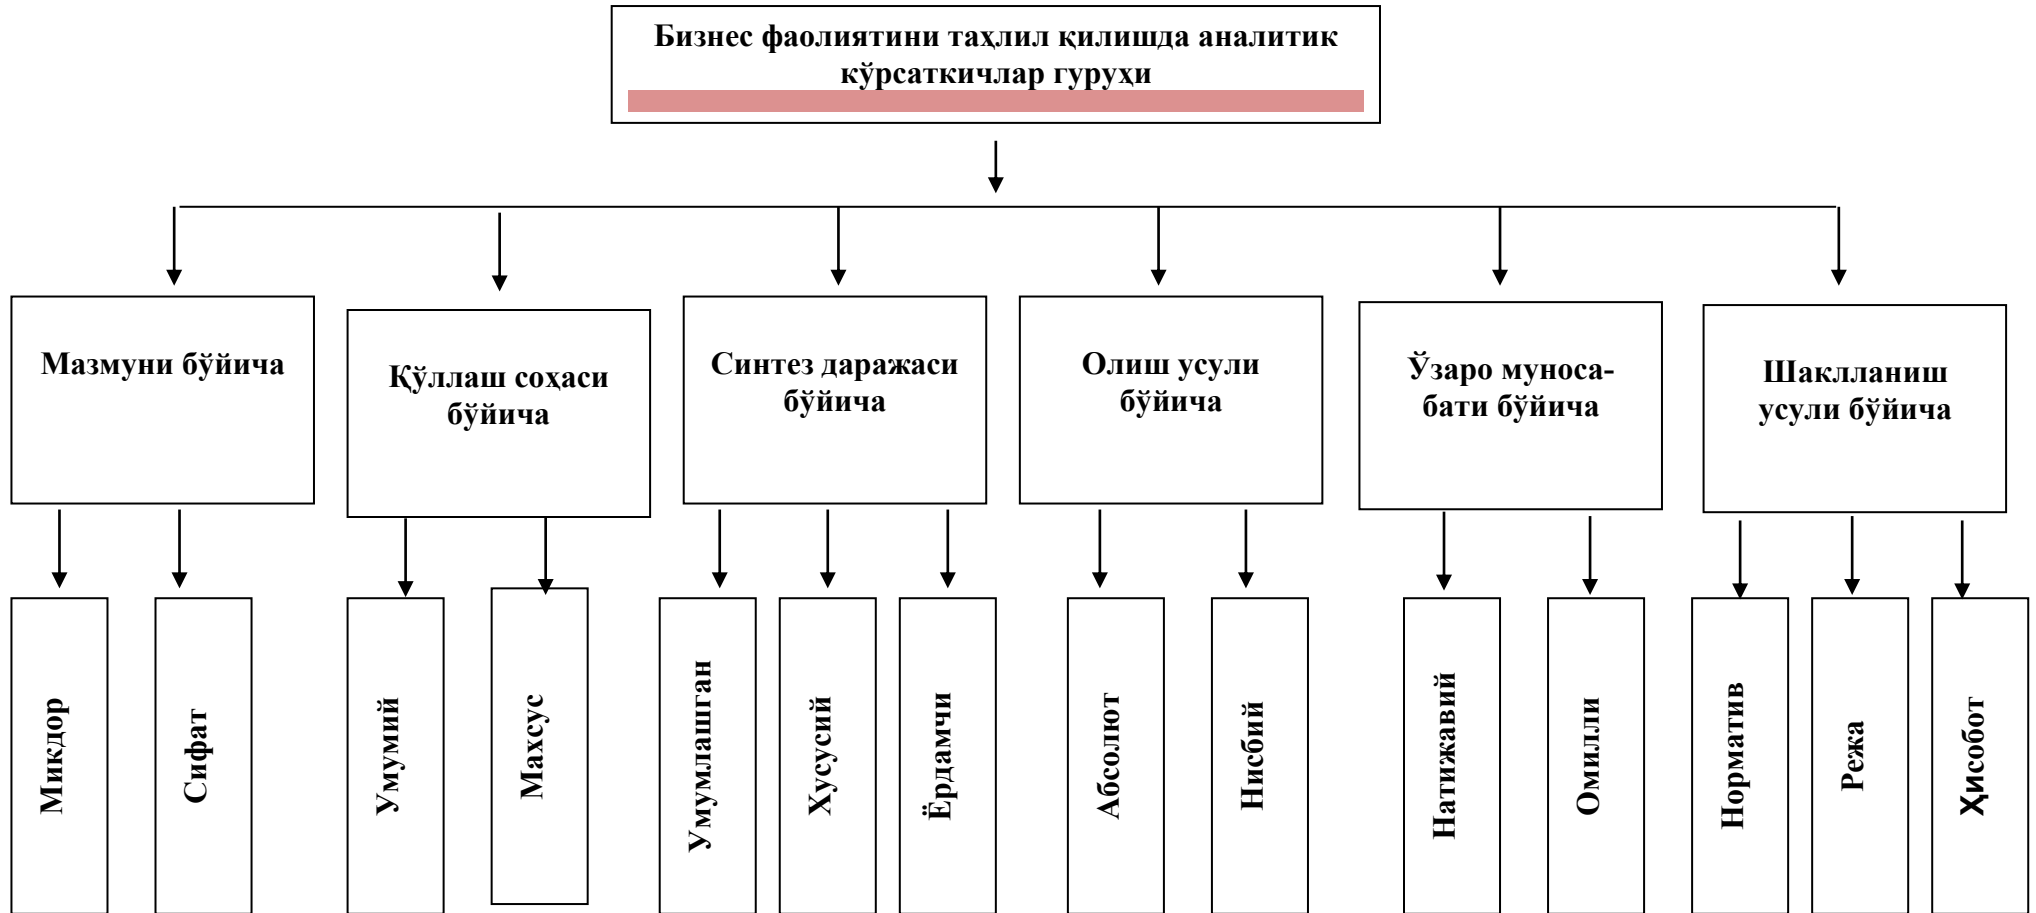 Бизнес фаолиятини таҳлил қилишда аналитик
кўрсаткичлар гуруҳи
Мазмуни бўйича
Қўллаш соҳаси
бўйича
Синтез даражаси
бўйича
Олиш усули
бўйича
Ўзаро муноса-
бати бўйича
Шаклланиш
усули бўйича
Микдор
Сифат
Умумий
Махсус
Умумлашган
Хусусий
Ёрдамчи
Абсолют
Нисбий
Натижавий
Омилли
Норматив
Режа
Ҳисобот